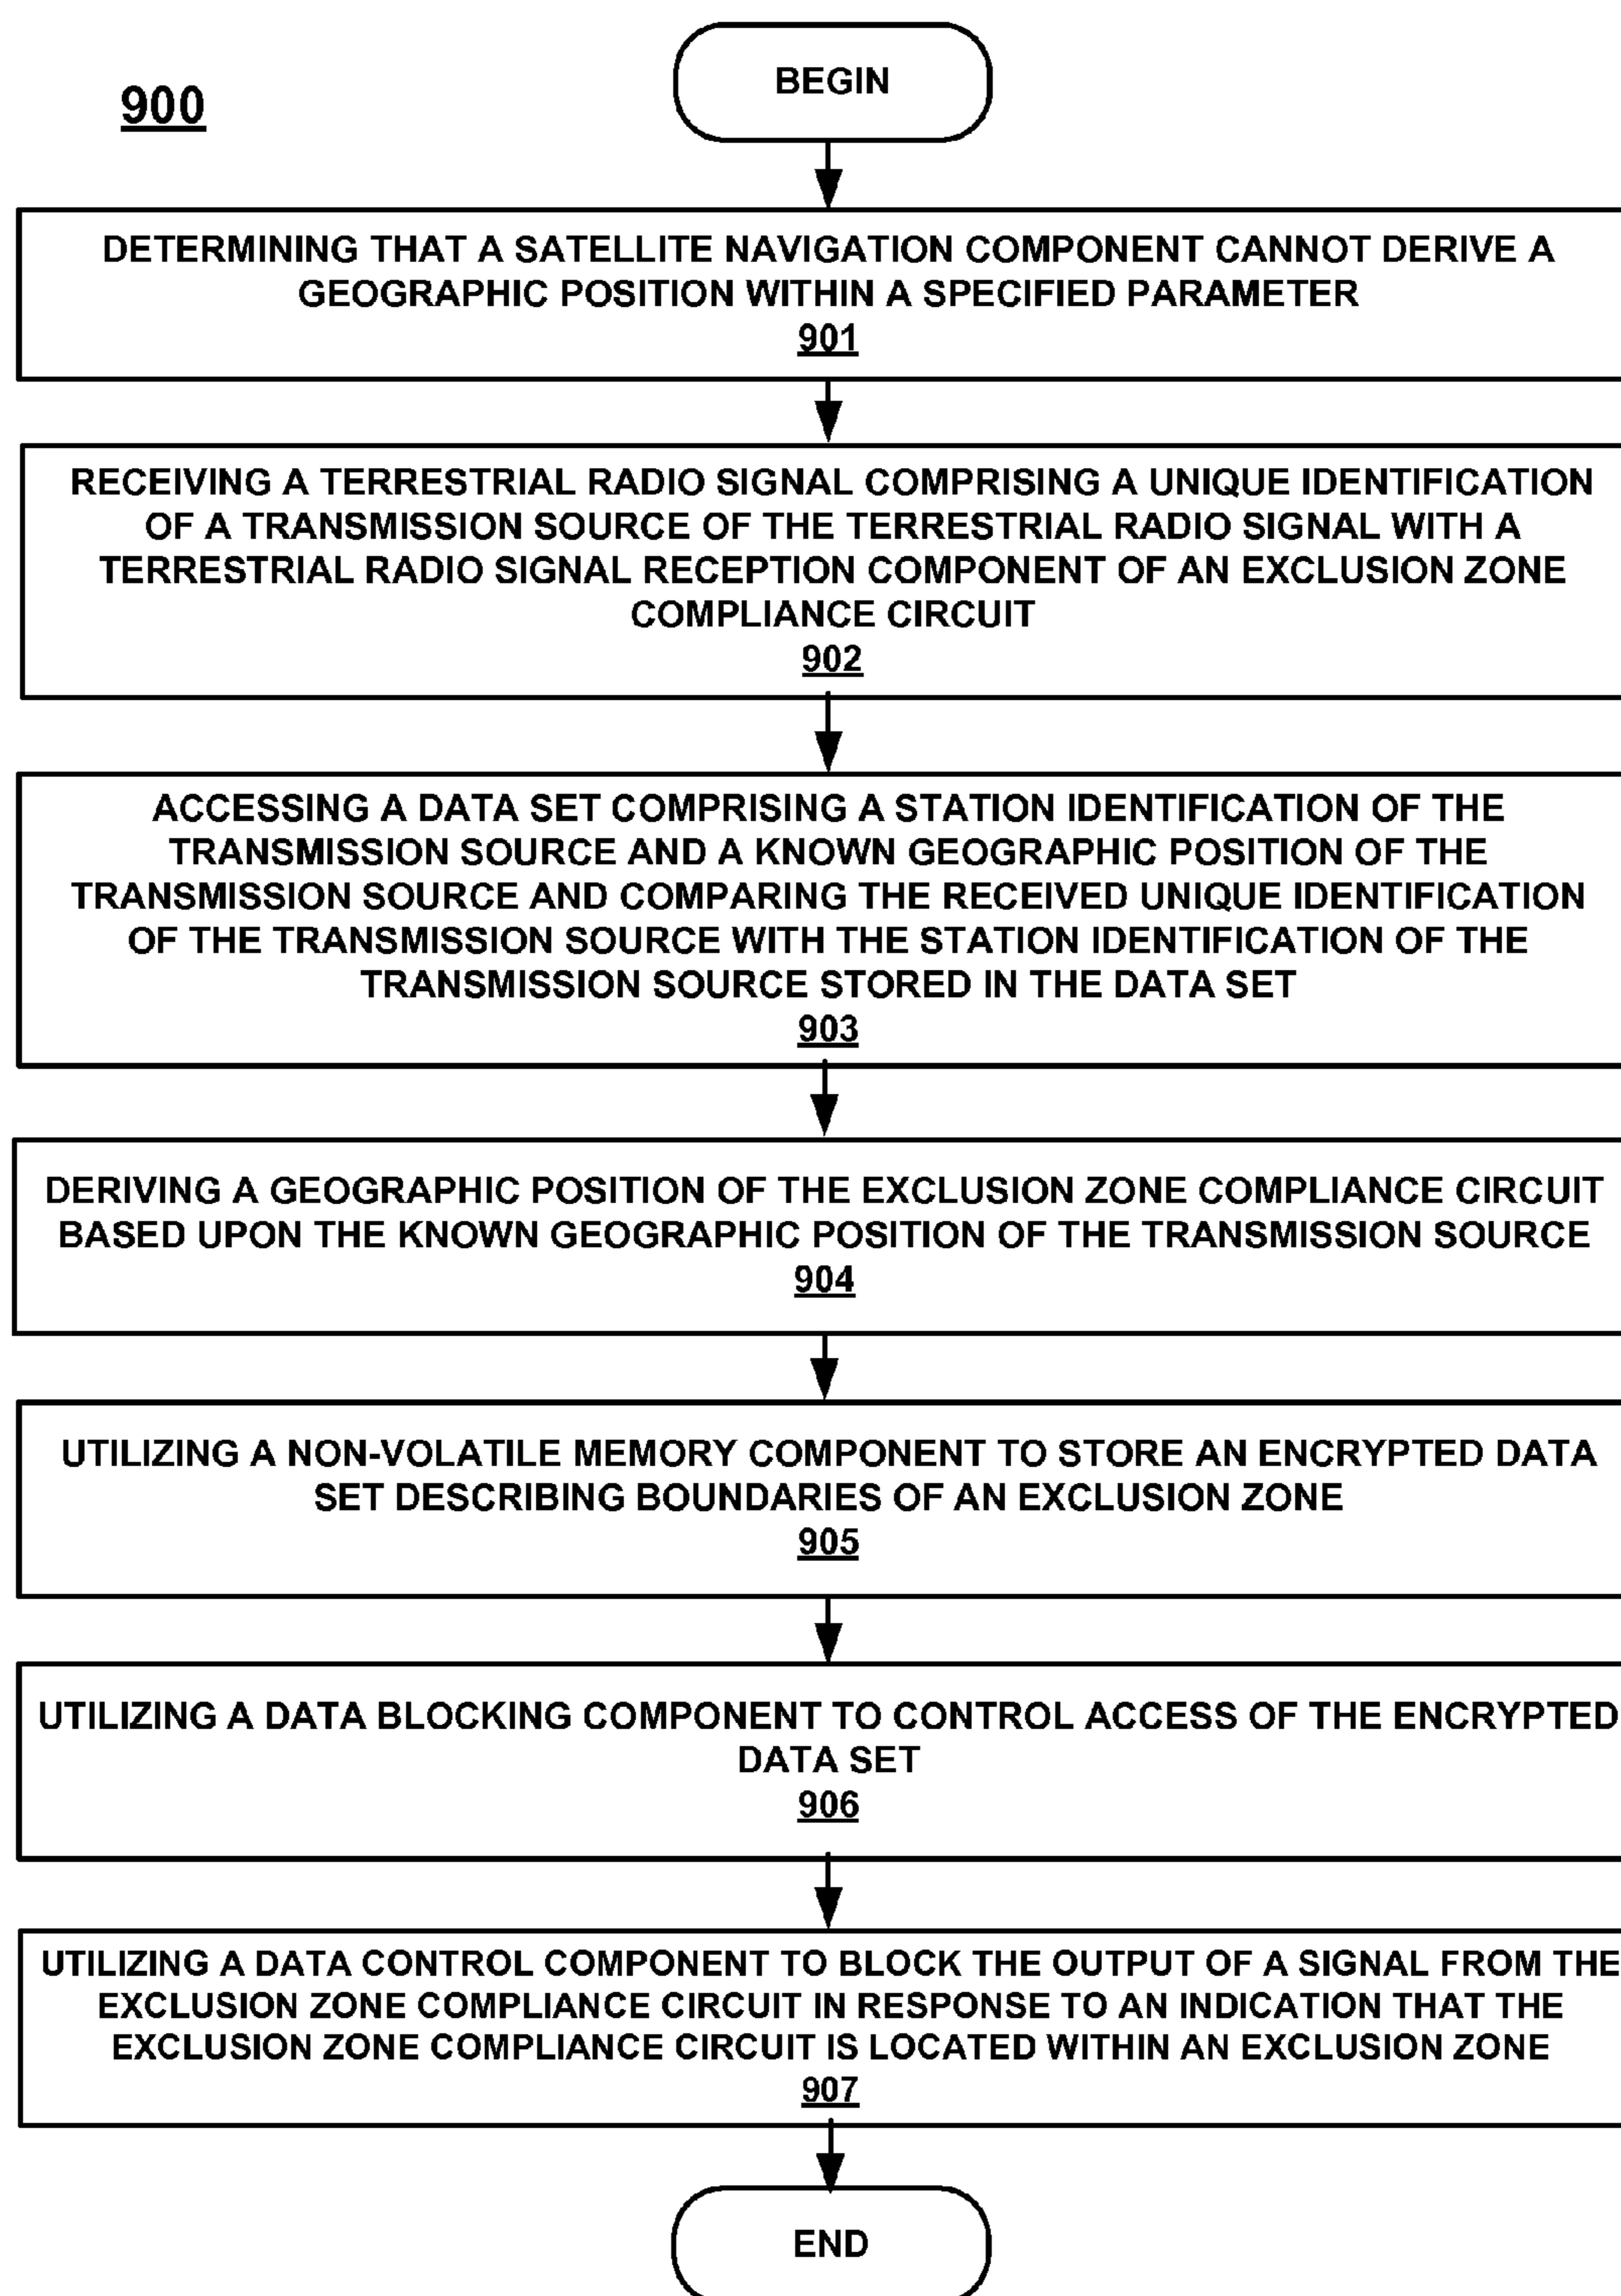 900
BEGIN
DETERMINING THAT A SATELLITE NAVIGATION COMPONENT CANNOT DERIVE A
GEOGRAPHIC POSITION WITHIN A SPECIFIED PARAMETER
901
RECEIVING A TERRESTRIAL RADIO SIGNAL COMPRISING A UNIQUE IDENTIFICATION
OF A TRANSMISSION SOURCE OF THE TERRESTRIAL RADIO SIGNAL WITH A
TERRESTRIAL RADIO SIGNAL RECEPTION COMPONENT OF AN EXCLUSION ZONE
COMPLIANCE CIRCUIT
902
ACCESSING A DATA SET COMPRISING A STATION IDENTIFICATION OF THE
TRANSMISSION SOURCE AND A KNOWN GEOGRAPHIC POSITION OF THE
TRANSMISSION SOURCE AND COMPARING THE RECEIVED UNIQUE IDENTIFICATION
OF THE TRANSMISSION SOURCE WITH THE STATION IDENTIFICATION OF THE
TRANSMISSION SOURCE STORED IN THE DATA SET
903
DERIVING A GEOGRAPHIC POSITION OF THE EXCLUSION ZONE COMPLIANCE CIRCUIT
BASED UPON THE KNOWN GEOGRAPHIC POSITION OF THE TRANSMISSION SOURCE
904
UTILIZING A NON-VOLATILE MEMORY COMPONENT TO STORE AN ENCRYPTED DATA
SET DESCRIBING BOUNDARIES OF AN EXCLUSION ZONE
905
UTILIZING A DATA BLOCKING COMPONENT TO CONTROL ACCESS OF THE ENCRYPTED
DATA SET
906
UTILIZING A DATA CONTROL COMPONENT TO BLOCK THE OUTPUT OF A SIGNAL FROM THE
EXCLUSION ZONE COMPLIANCE CIRCUIT IN RESPONSE TO AN INDICATION THAT THE
EXCLUSION ZONE COMPLIANCE CIRCUIT IS LOCATED WITHIN AN EXCLUSION ZONE
907
END